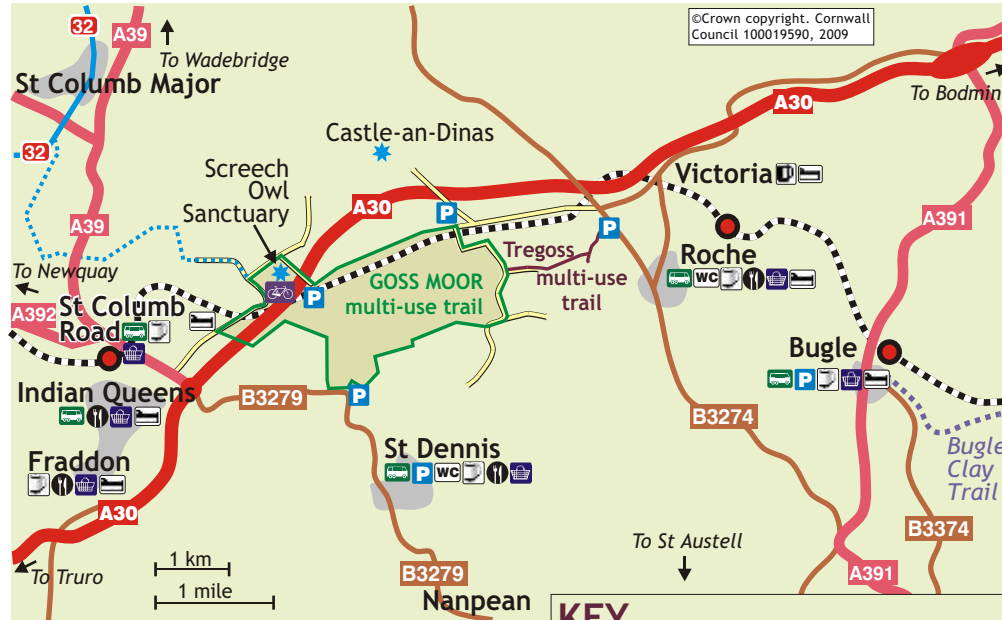 ©Crown copyright. Cornwall
Council 100019590, 2009
32
A39
To Wadebridge
St Columb Major
To Bodmin
A30
Castle-an-Dinas
32
Screech
Owl
Sanctuary
Victoria
A30
A39
A391
To Newquay
Tregoss
multi-use
trail
Roche
WC
GOSS MOOR
multi-use trail
P
P
P
St Columb
Road
A392
Bugle
P
Indian Queens
B3279
P
B3274
Fraddon
St Dennis
P
WC
Bugle
Clay
Trail
A30
B3374
To St Austell
1 km
To Truro
1 mile
B3279
A391
Nanpean
KEY